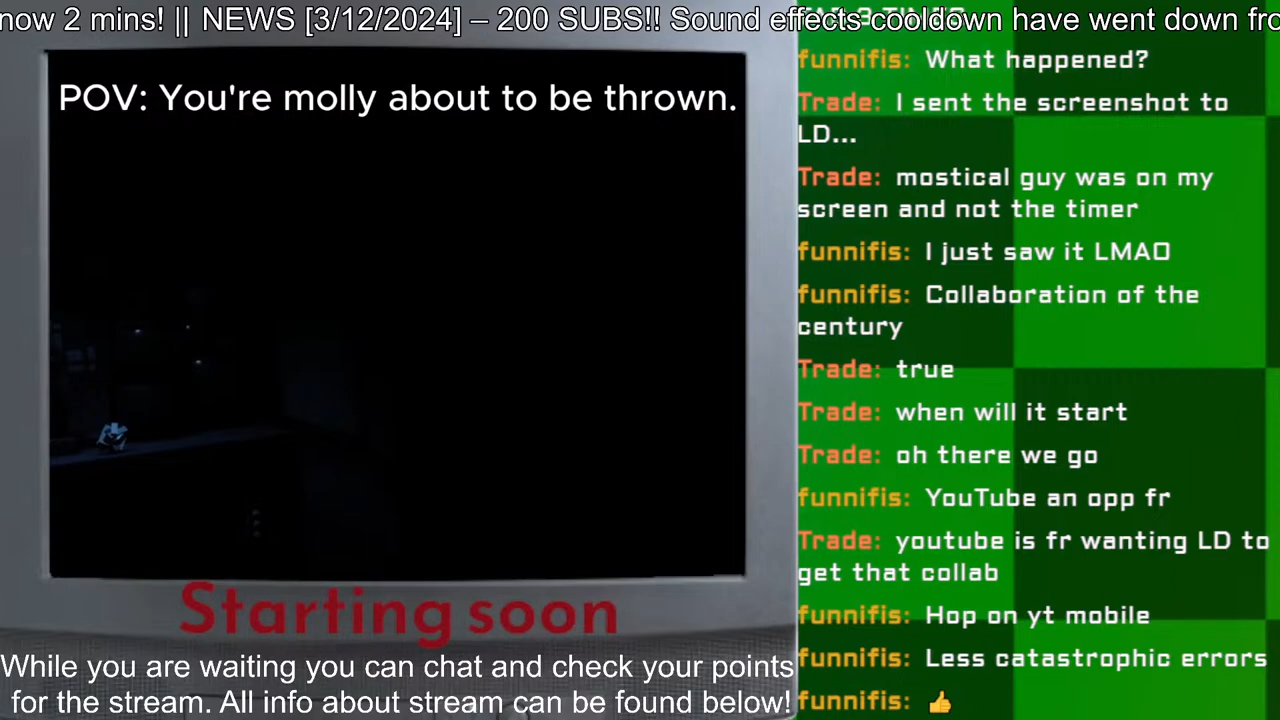 now 2 mins! || NEWS [3/12/2024] – 200 SUBS!! Sound effects cooldown have went down fro
POV: You're molly about to be thrown.
Starting soon
While you are waiting you can chat and check your points
for the stream. All info about stream can be found below!
funnifis: What happened?
Trade: I sent the screenshot to
LD...
Trade: mostical guy was on my
screen and not the timer
funnifis: I just saw it LMAO
funnifis: Collaboration of the
century
Trade: true
Trade: when will it start
Trade: oh there we go
funnifis: YouTube an opp fr
Trade: youtube is fr wanting LD to
get that collab
funnifis: Hop on yt mobile
funnifis: Less catastrophic errors
funnifis: 👍